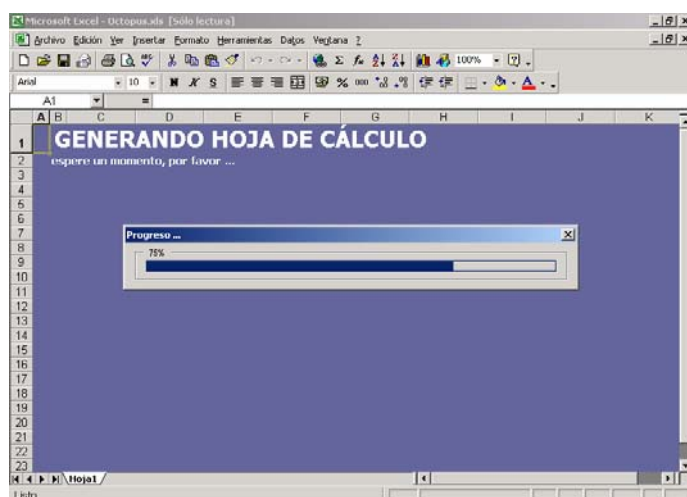 Microsoft Excel - Octopus.xls [Sólo lectura]
Archivo Edición Ver Insertar Formato Herramientas Datos Ventana ?
100%
Arial 10 N K S % 000
A1 =
A B C D E F G H I J K
1 GENERANDO HOJA DE CÁLCULO
2 espere un momento, por favor ...
3
4
5
6
7 Progreso ...
8 75%
9
10
11
12
13
14
15
16
17
18
19
20
21
22
23
Hoja1
Listo